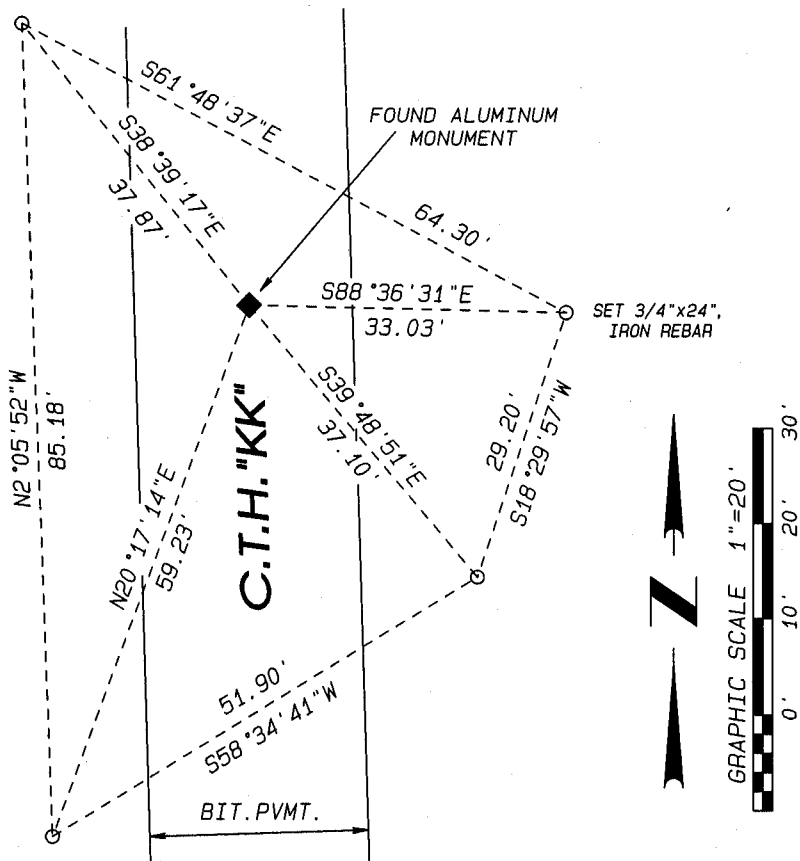 S61°48'37"E
64.30'
S38°39'17"E
37.87'
FOUND ALUMINUM
MONUMENT
S88°36'31"E
33.03'
SET 3/4"x24",
IRON REBAR
N2°05'52"W
85.18'
N20°17'14"E
59.23'
C.T.H."KK"
S39°48'51"E
37.10'
29.20'
S18°29'57"W
51.90'
S58°34'41"W
BIT.PVMT.
N
GRAPHIC SCALE 1"=20'
0'
10'
20'
30'